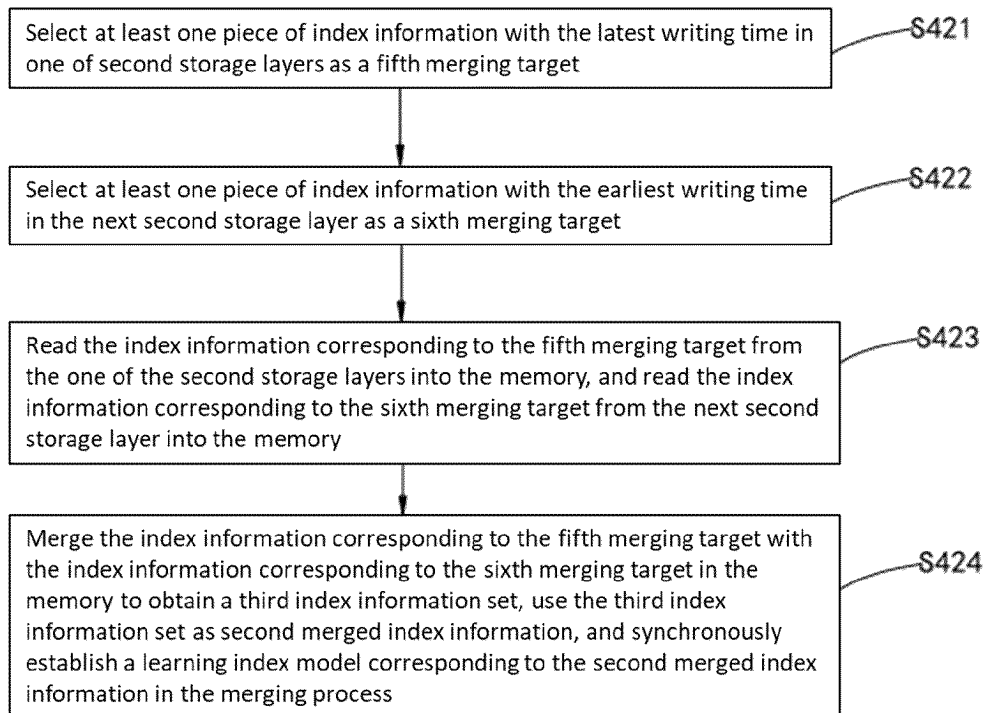 Select at least one piece of index information with the latest writing time in
one of second storage layers as a fifth merging target
S421
Select at least one piece of index information with the earliest writing time
in the next second storage layer as a sixth merging target
S422
Read the index information corresponding to the fifth merging target from
the one of the second storage layers into the memory, and read the index
information corresponding to the sixth merging target from the next second
storage layer into the memory
S423
Merge the index information corresponding to the fifth merging target with
the index information corresponding to the sixth merging target in the
memory to obtain a third index information set, use the third index
information set as second merged index information, and synchronously
establish a learning index model corresponding to the second merged index
information in the merging process
S424